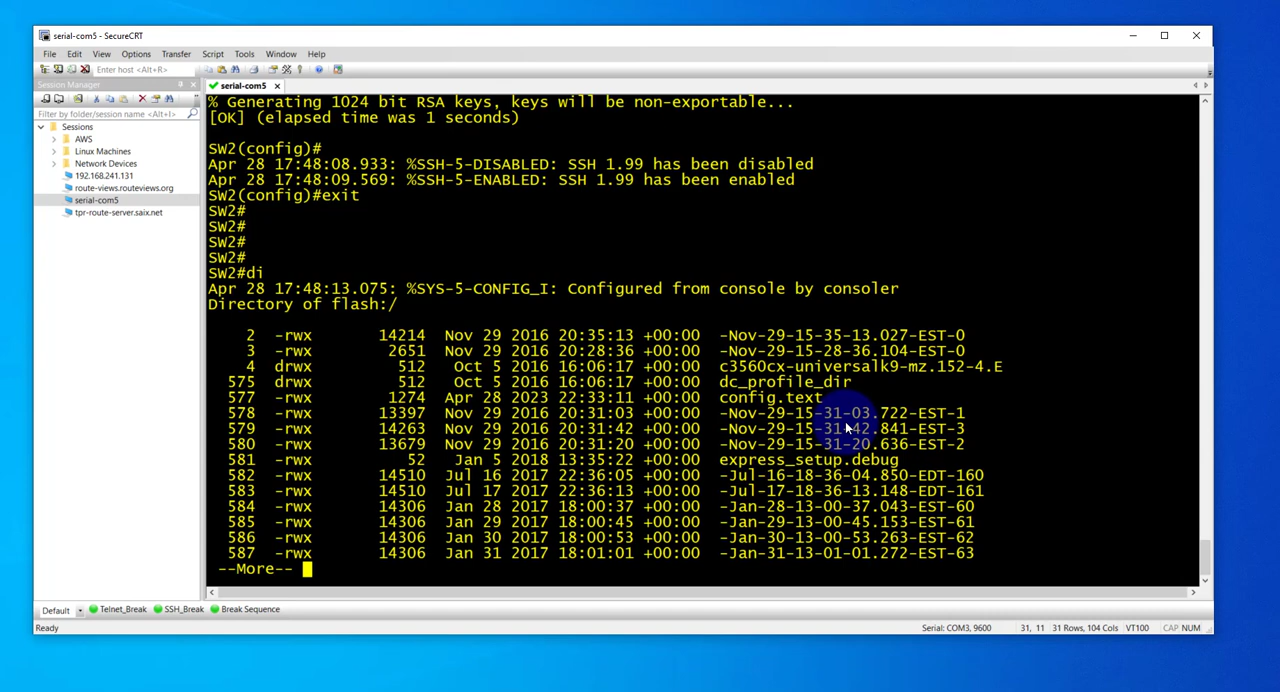 serial-com5 - SecureCRT
File Edit View Options Transfer Script Tools Window Help
Enter host <Alt+R>
Session Manager
serial-com5
Filter by folder/session name <Alt+I>
Sessions
AWS
Linux Machines
Network Devices
192.168.241.131
route-views.routeviews.org
serial-com5
tpr-route-server.saix.net
% Generating 1024 bit RSA keys, keys will be non-exportable...
[OK] (elapsed time was 1 seconds)
SW2(config)#
Apr 28 17:48:08.933: %SSH-5-DISABLED: SSH 1.99 has been disabled
Apr 28 17:48:09.569: %SSH-5-ENABLED: SSH 1.99 has been enabled
SW2(config)#exit
SW2#
SW2#
SW2#
SW2#
SW2#di
Apr 28 17:48:13.075: %SYS-5-CONFIG_I: Configured from console by consoler
Directory of flash:/
2 -rwx 14214 Nov 29 2016 20:35:13 +00:00 -Nov-29-15-35-13.027-EST-0
3 -rwx 2651 Nov 29 2016 20:28:36 +00:00 -Nov-29-15-28-36.104-EST-0
4 drwx 512 Oct 5 2016 16:06:17 +00:00 c3560cx-universalk9-mz.152-4.E
575 drwx 512 Oct 5 2016 16:06:17 +00:00 dc_profile_dir
577 -rwx 1274 Apr 28 2023 22:33:11 +00:00 config.text
578 -rwx 13397 Nov 29 2016 20:31:03 +00:00 -Nov-29-15-31-03.722-EST-1
579 -rwx 14263 Nov 29 2016 20:31:42 +00:00 -Nov-29-15-31-42.841-EST-3
580 -rwx 13679 Nov 29 2016 20:31:20 +00:00 -Nov-29-15-31-20.636-EST-2
581 -rwx 52 Jan 5 2018 13:35:22 +00:00 express_setup.debug
582 -rwx 14510 Jul 16 2017 22:36:05 +00:00 -Jul-16-18-36-04.850-EDT-160
583 -rwx 14510 Jul 17 2017 22:36:13 +00:00 -Jul-17-18-36-13.148-EDT-161
584 -rwx 14306 Jan 28 2017 18:00:37 +00:00 -Jan-28-13-00-37.043-EST-60
585 -rwx 14306 Jan 29 2017 18:00:45 +00:00 -Jan-29-13-00-45.153-EST-61
586 -rwx 14306 Jan 30 2017 18:00:53 +00:00 -Jan-30-13-00-53.263-EST-62
587 -rwx 14306 Jan 31 2017 18:01:01 +00:00 -Jan-31-13-01-01.272-EST-63
--More--
Default Telnet_Break SSH_Break Break Sequence
Ready Serial: COM3, 9600 31, 11 31 Rows, 104 Cols VT100 CAP NUM